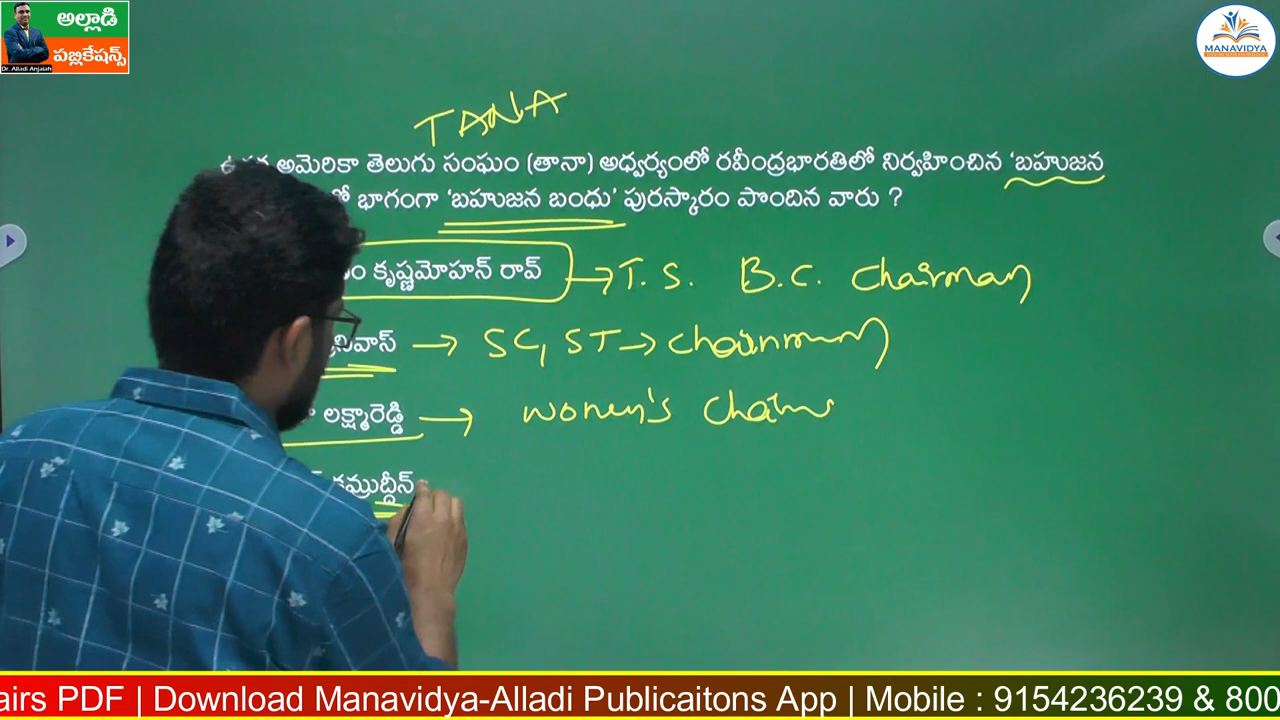 అల్లాడి
పబ్లికేషన్స్
Dr. Alladi Anjaiah
MANAVIDYA
TANA
అమెరికా తెలుగు సంఘం (తానా) అధ్వర్యంలో రవీంద్రభారతిలో నిర్వహించిన ‘బహుజన
భాగంగా ‘బహుజన బంధు’ పురస్కారం పొందిన వారు ?
కృష్ణమోహన్ రావ్ → T. S. B.C. Chairman
→ SC, ST → Chairman
లక్ష్మారెడ్డి → women's
కమ్రుద్దీన్
airs PDF | Download Manavidya-Alladi Publicaitons App | Mobile : 9154236239 & 800